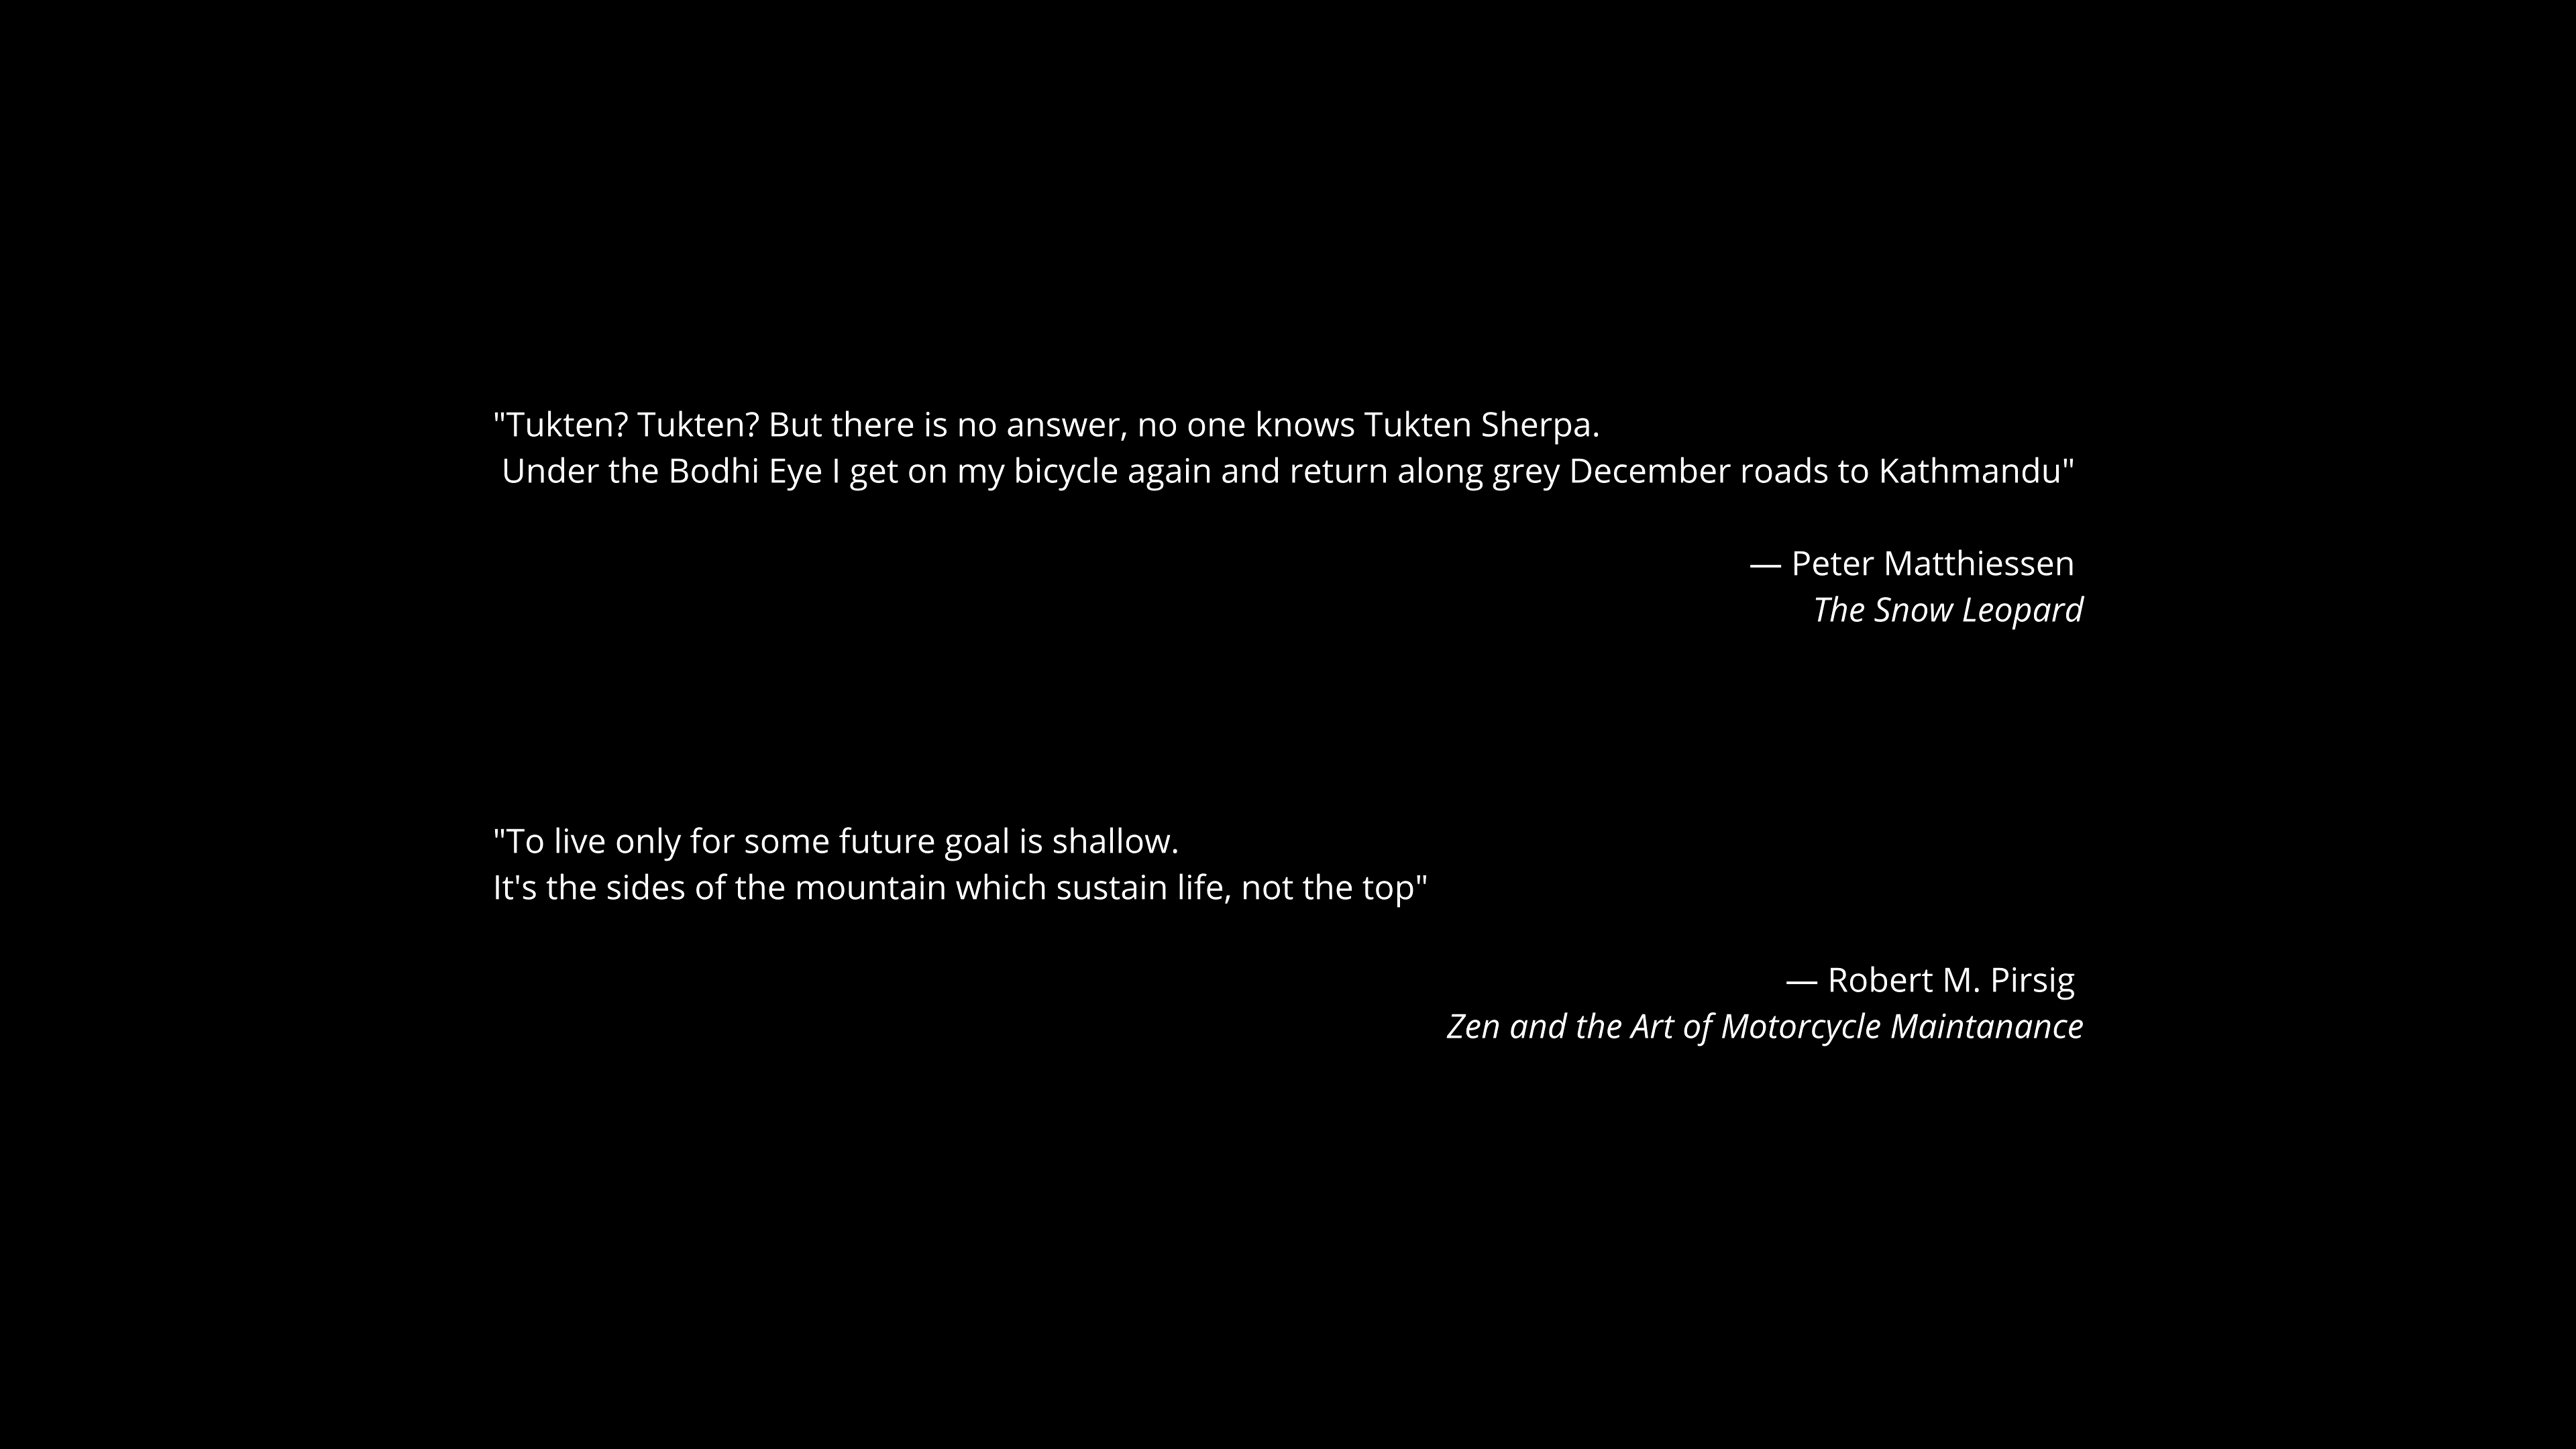 "Tukten? Tukten? But there is no answer, no one knows Tukten Sherpa.
Under the Bodhi Eye I get on my bicycle again and return along grey December roads to Kathmandu"
— Peter Matthiessen
The Snow Leopard
"To live only for some future goal is shallow.
It's the sides of the mountain which sustain life, not the top"
— Robert M. Pirsig
Zen and the Art of Motorcycle Maintanance